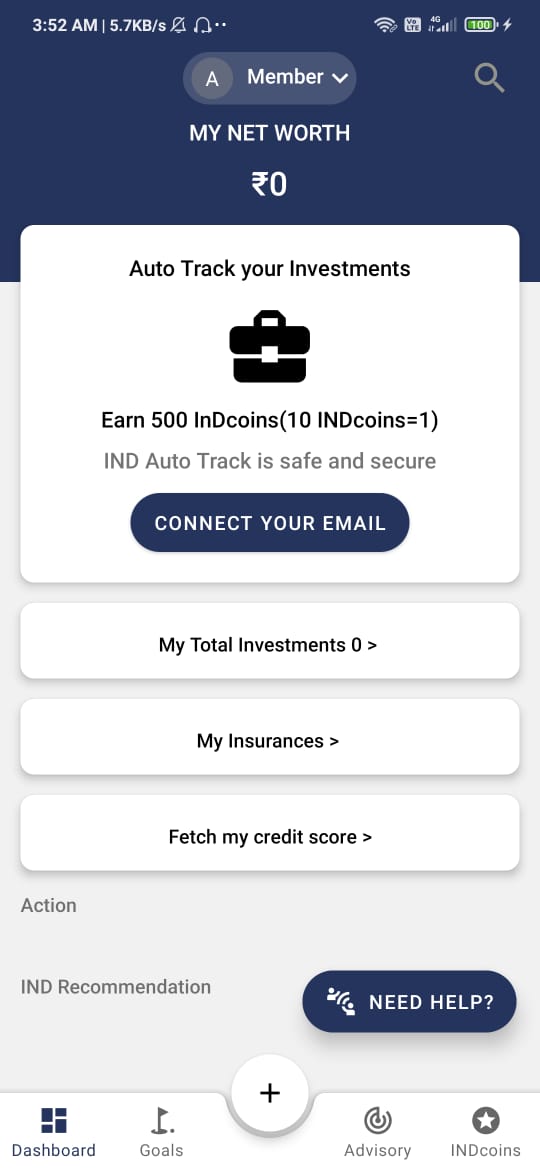 3:52 AM | 5.7KB/s
Vo LTE 4G 100
A Member
MY NET WORTH
₹0
Auto Track your Investments
Earn 500 InDcoins(10 INDcoins=1)
IND Auto Track is safe and secure
CONNECT YOUR EMAIL
My Total Investments 0 >
My Insurances >
Fetch my credit score >
Action
IND Recommendation
NEED HELP?
+
Dashboard Goals Advisory INDcoins